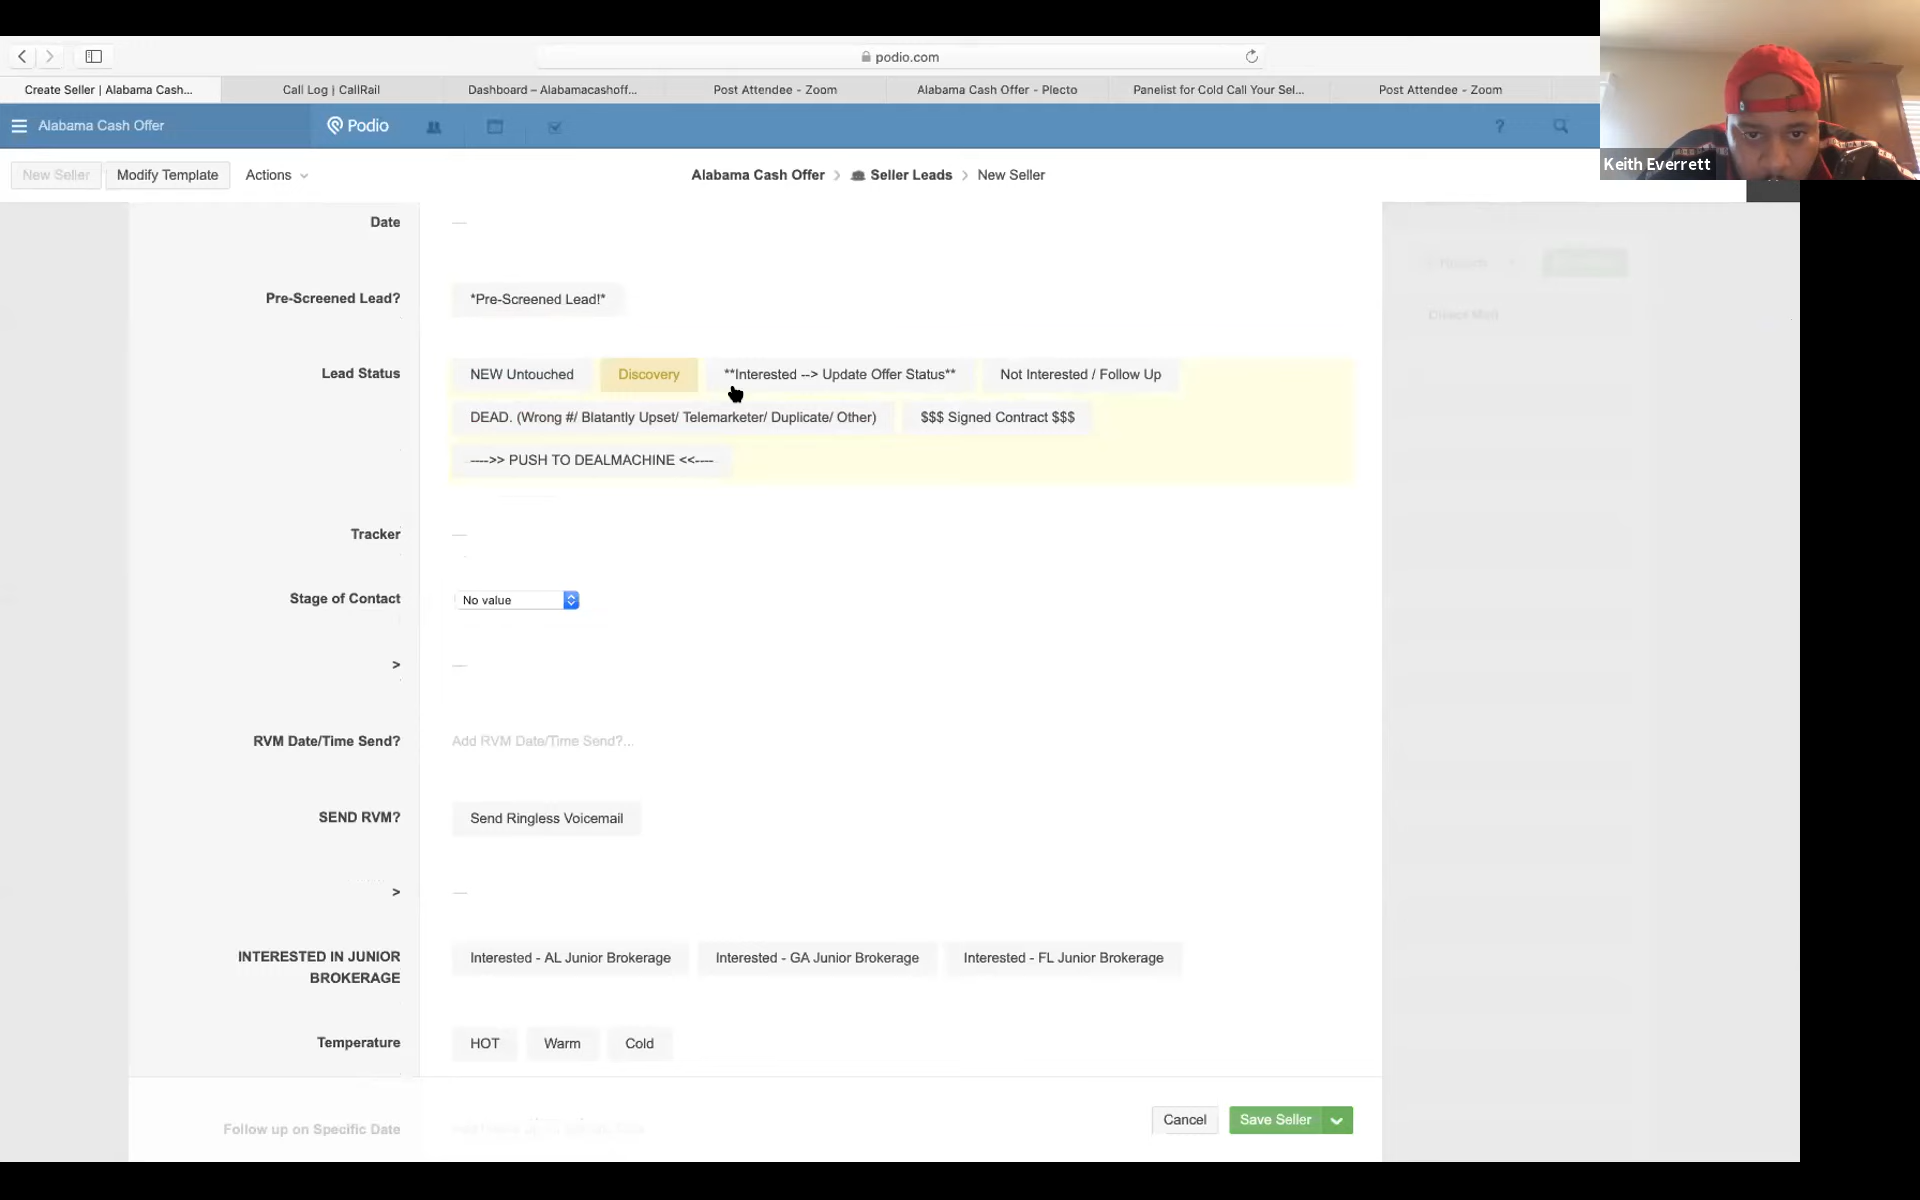 podio.com
Create Seller | Alabama Cash...
Call Log | CallRail
Dashboard – Alabamacashoff...
Post Attendee - Zoom
Alabama Cash Offer - Plecto
Panelist for Cold Call Your Sel...
Post Attendee - Zoom
Alabama Cash Offer
Podio
?
Keith Everrett
New Seller
Modify Template
Actions
Alabama Cash Offer > Seller Leads > New Seller
Date
—
Pre-Screened Lead?
*Pre-Screened Lead!*
Lead Status
NEW Untouched
Discovery
**Interested --> Update Offer Status**
Not Interested / Follow Up
DEAD. (Wrong #/ Blatantly Upset/ Telemarketer/ Duplicate/ Other)
$$$ Signed Contract $$$
---->> PUSH TO DEALMACHINE <<----
Tracker
—
Stage of Contact
No value
>
—
RVM Date/Time Send?
Add RVM Date/Time Send?...
SEND RVM?
Send Ringless Voicemail
>
—
INTERESTED IN JUNIOR
BROKERAGE
Interested - AL Junior Brokerage
Interested - GA Junior Brokerage
Interested - FL Junior Brokerage
Temperature
HOT
Warm
Cold
Follow up on Specific Date
Cancel
Save Seller